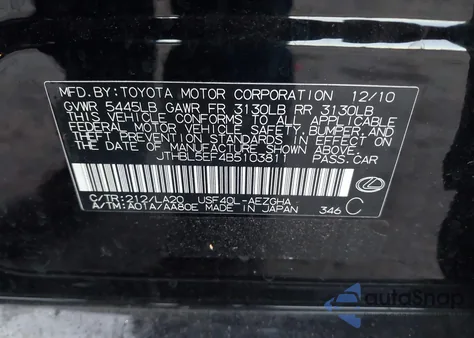 MFD.BY:TOYOTA MOTOR CORPORATION 12/10
GVWR 5445LB GAWR FR 3130LB RR 3130LB
THIS VEHICLE CONFORMS TO ALL APPLICABLE
FEDERAL MOTOR VEHICLE SAFETY, BUMPER, AND
THEFT PREVENTION STANDARDS IN EFFECT ON
THE DATE OF MANUFACTURE SHOWN ABOVE.
JTHBL5EF4B5103811 PASS.CAR
C/TR:212/LA20 USF40L-AEZGHA
A/TM:A01A/AA80E MADE IN JAPAN 346 C
autoSnap